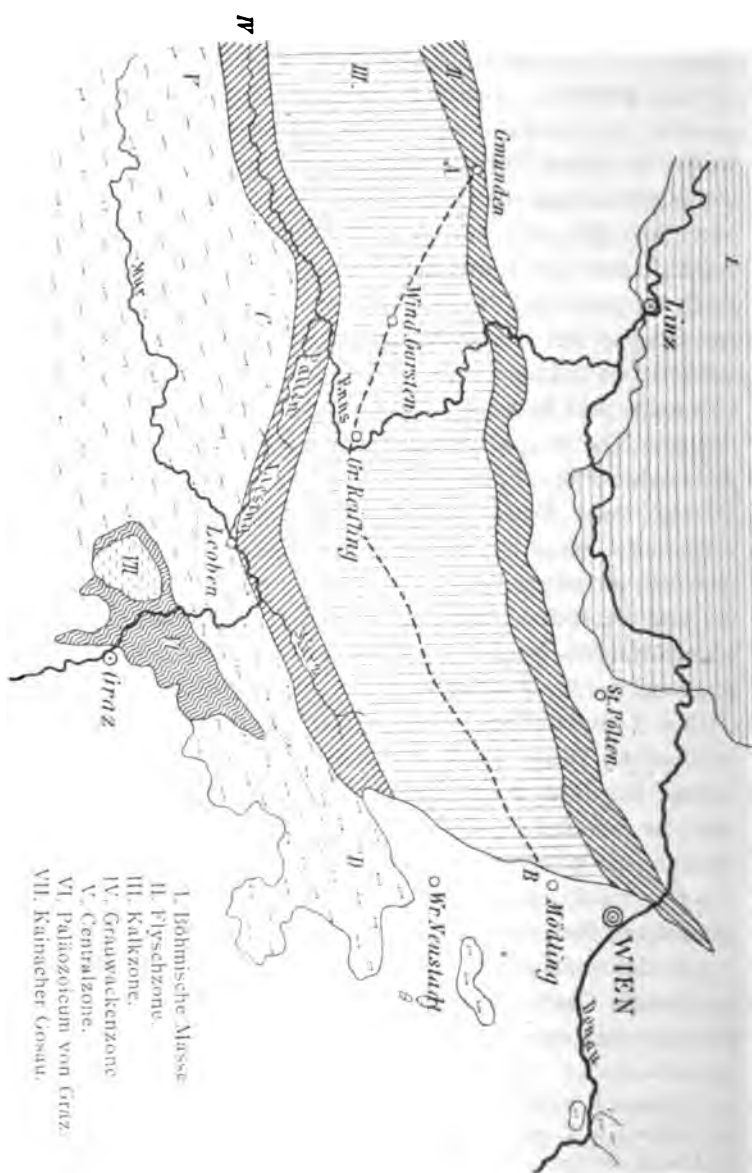 I.
Linz
St. Pölten
WIEN
Donau
Gmunden
II.
A
III.
Wind. Garsten
Enns
Gr. Reifling
B
Mödling
Wr. Neustadt
IV
V
C
Mur
Leoben
D
VII
VI
Graz
I. Böhmische Masse
II. Flyschzone.
III. Kalkzone.
IV. Grauwackenzone
V. Centralzone.
VI. Paläozoicum von Graz.
VII. Kainacher Gosau.